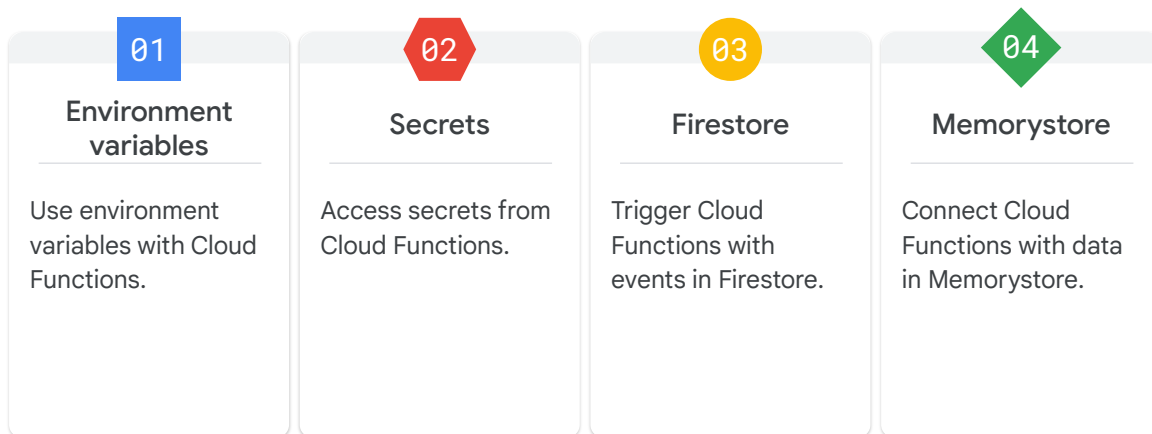 01
Environment
variables
Use environment
variables with Cloud
Functions.
02
Secrets
Access secrets from
Cloud Functions.
03
Firestore
Trigger Cloud
Functions with
events in Firestore.
04
Memorystore
Connect Cloud
Functions with data
in Memorystore.